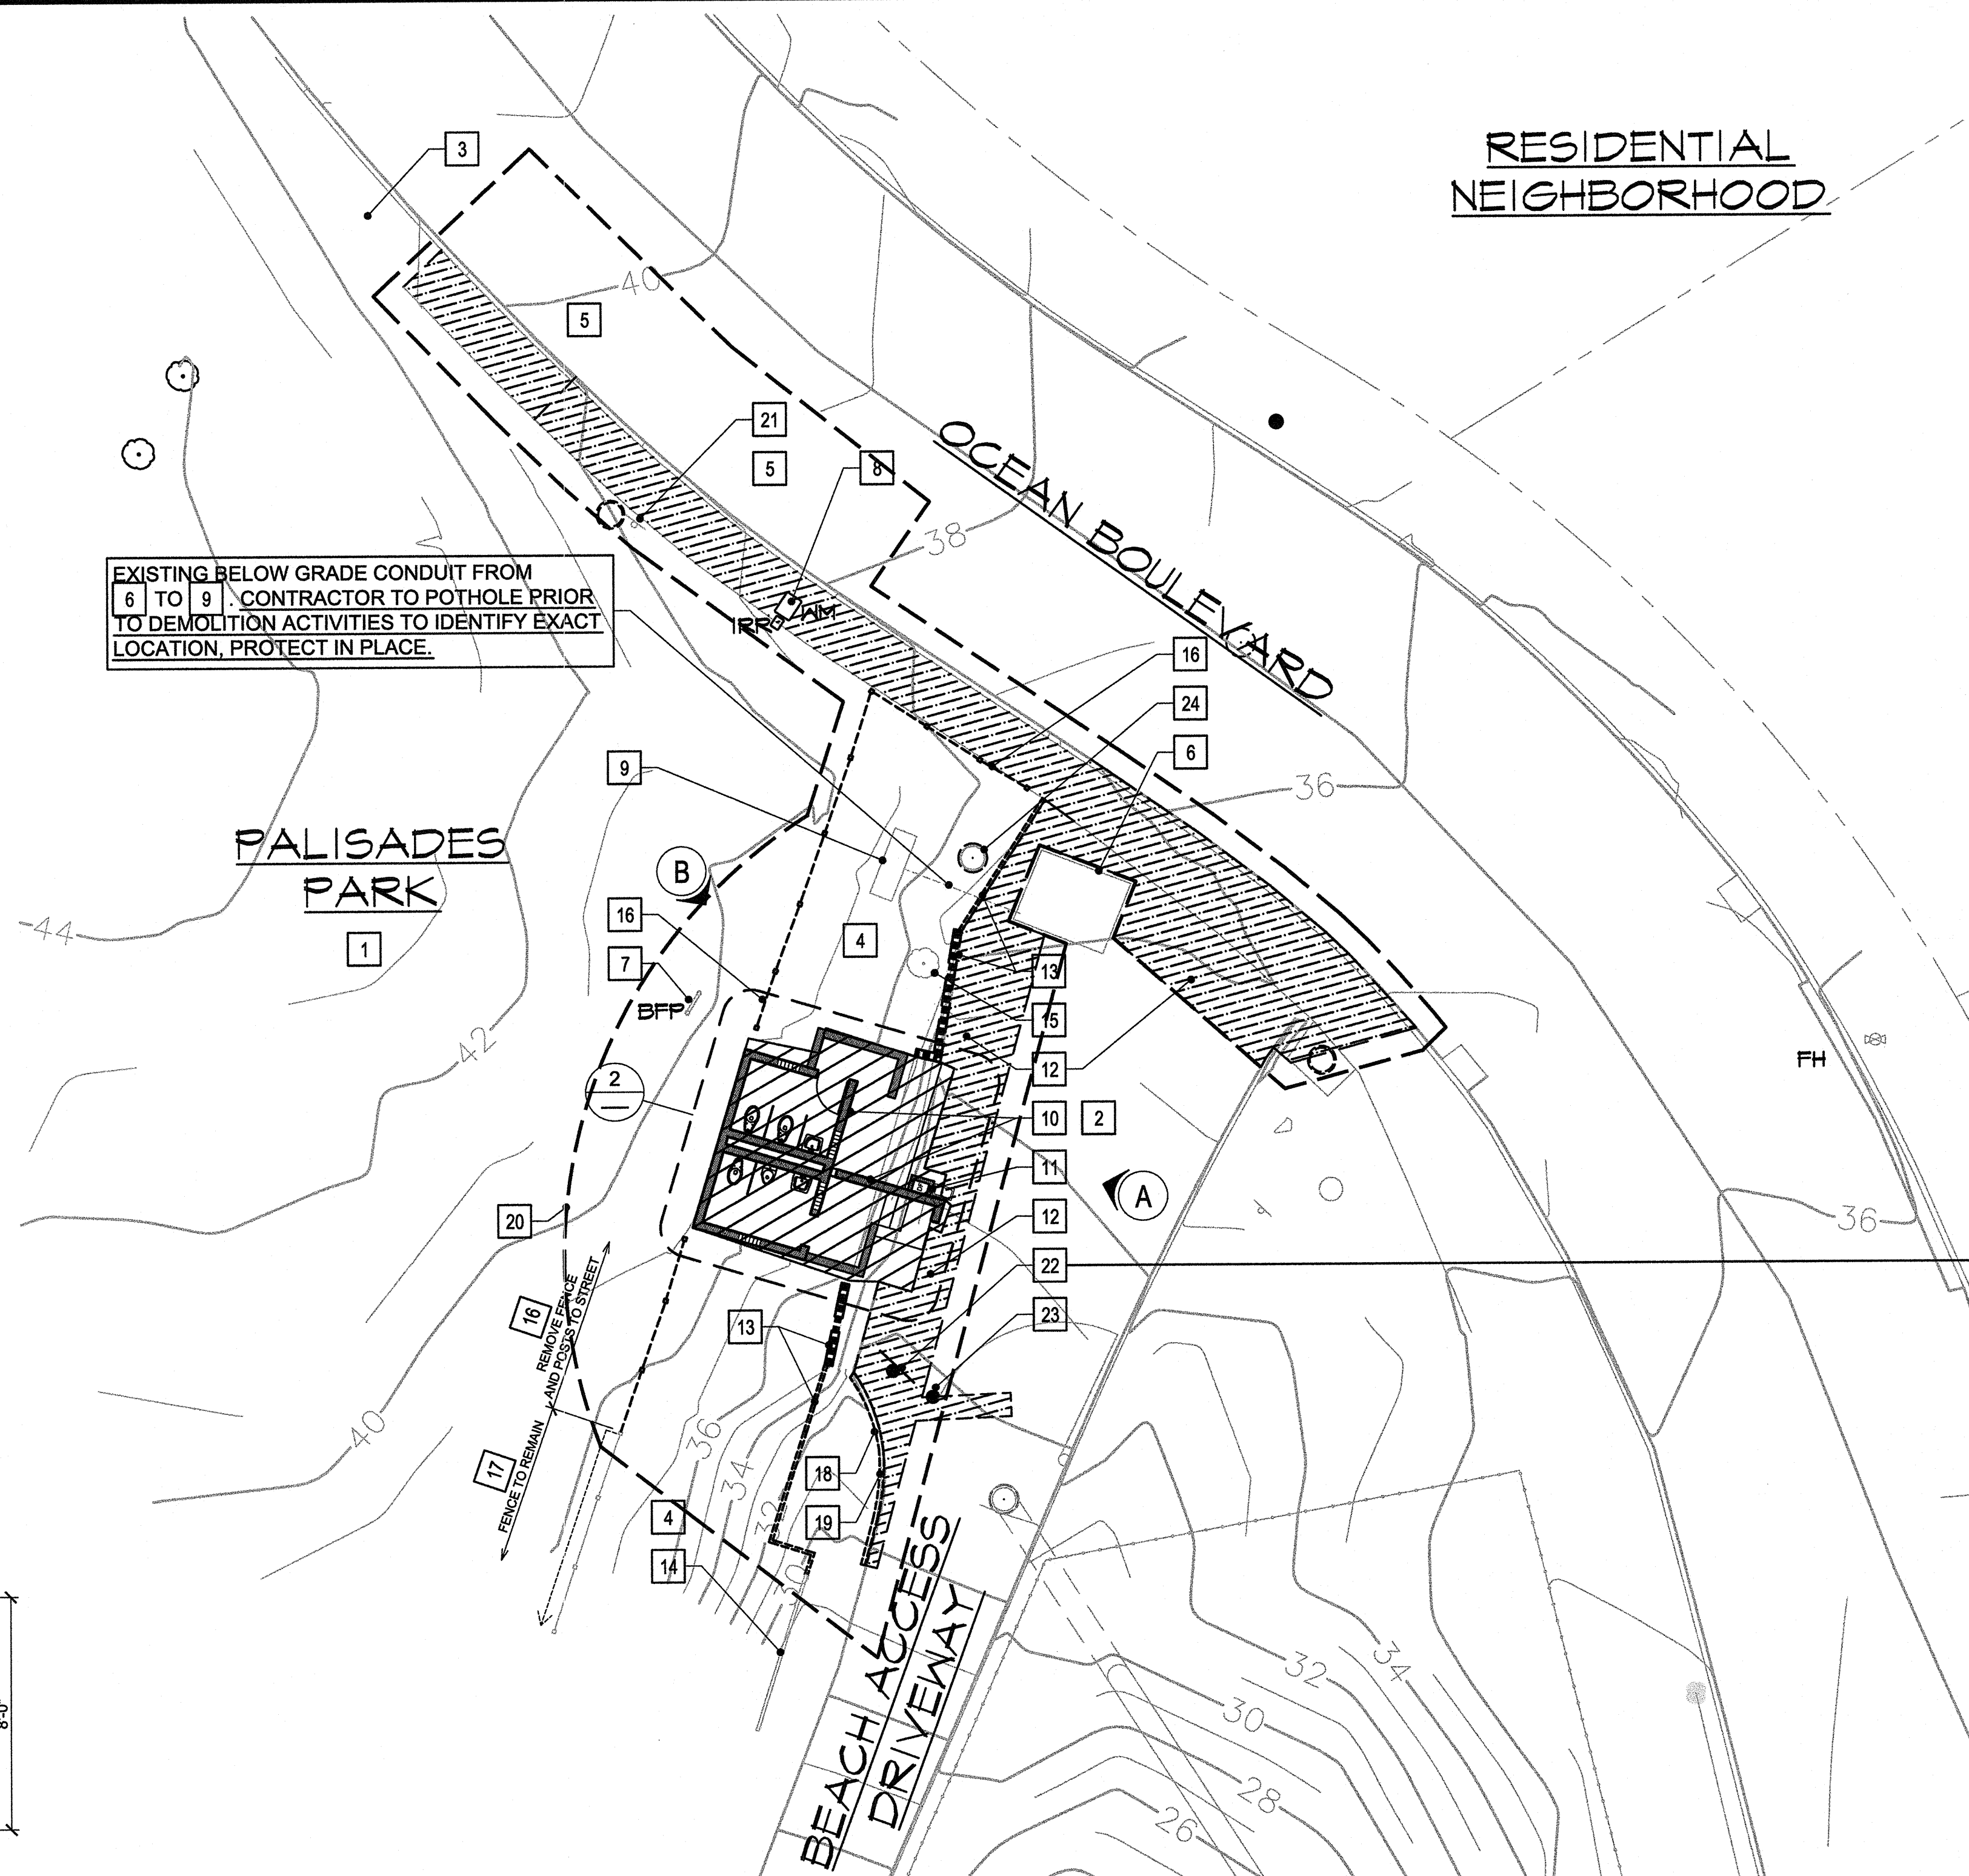 RESIDENTIAL
NEIGHBORHOOD
3
40
5
21
5
8
OCEAN BOULEVARD
38
EXISTING BELOW GRADE CONDUIT FROM
6 TO 9 . CONTRACTOR TO POTHOLE PRIOR
TO DEMOLITION ACTIVITIES TO IDENTIFY EXACT
LOCATION, PROTECT IN PLACE.
WM
IRR
16
24
6
9
36
PALISADES
PARK
1
44
B
16
4
7
BFP
13
15
12
42
FH
2
10
2
11
A
12
20
36
22
16
REMOVE FENCE
AND POSTS TO STREET
13
23
40
36
17
FENCE TO REMAIN
34
18
32
19
4
14
30
BEACH ACCESS
DRIVEWAY
34
32
30
28
26
8'-0"